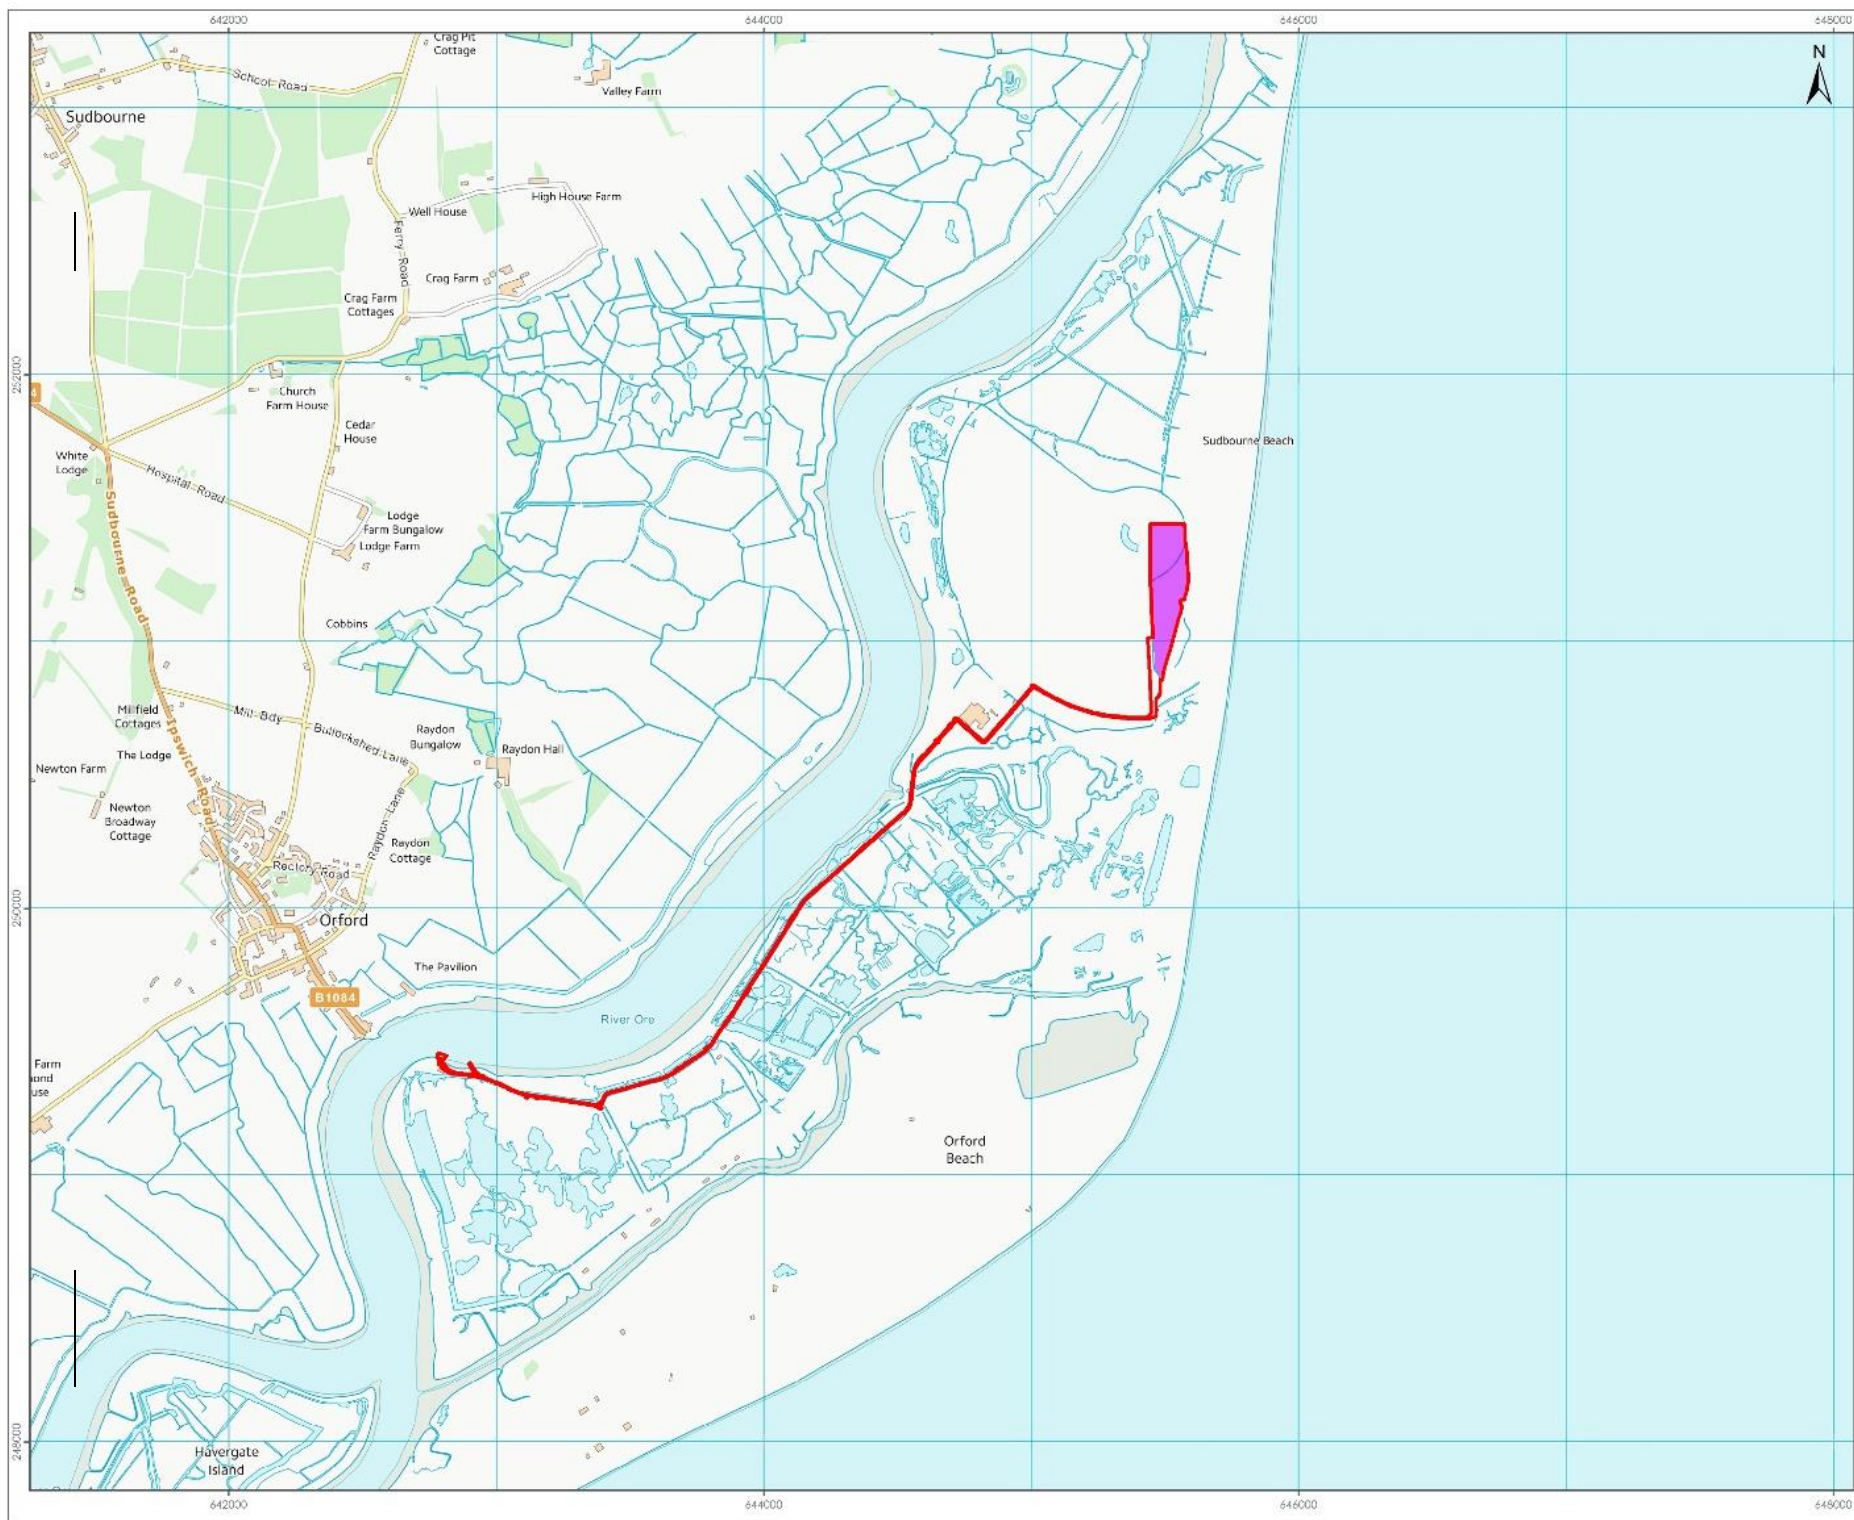 642000
644000
646000
648000
N
Crag Pit
Cottage
School Road
Valley Farm
Sudbourne
High House Farm
Well House
Ferry Road
Crag Farm
Crag Farm
Cottages
252000
4
Church
Farm House
Cedar
House
Sudbourne Beach
White
Lodge
Hospital Road
Lodge
Farm Bungalow
Lodge Farm
Sudbourne Road
Cobbins
Millfield
Cottages
Mill Bdy
Bullockshed Lane
Raydon
Bungalow
Raydon Hall
The Lodge
Newton Farm
Ipswich Road
Newton
Broadway
Cottage
Raydon Lane
Raydon
Cottage
Rectory Road
250000
Orford
The Pavilion
B1084
River Ore
Farm
Orford
Beach
248000
Havergate
Island
642000
644000
646000
648000